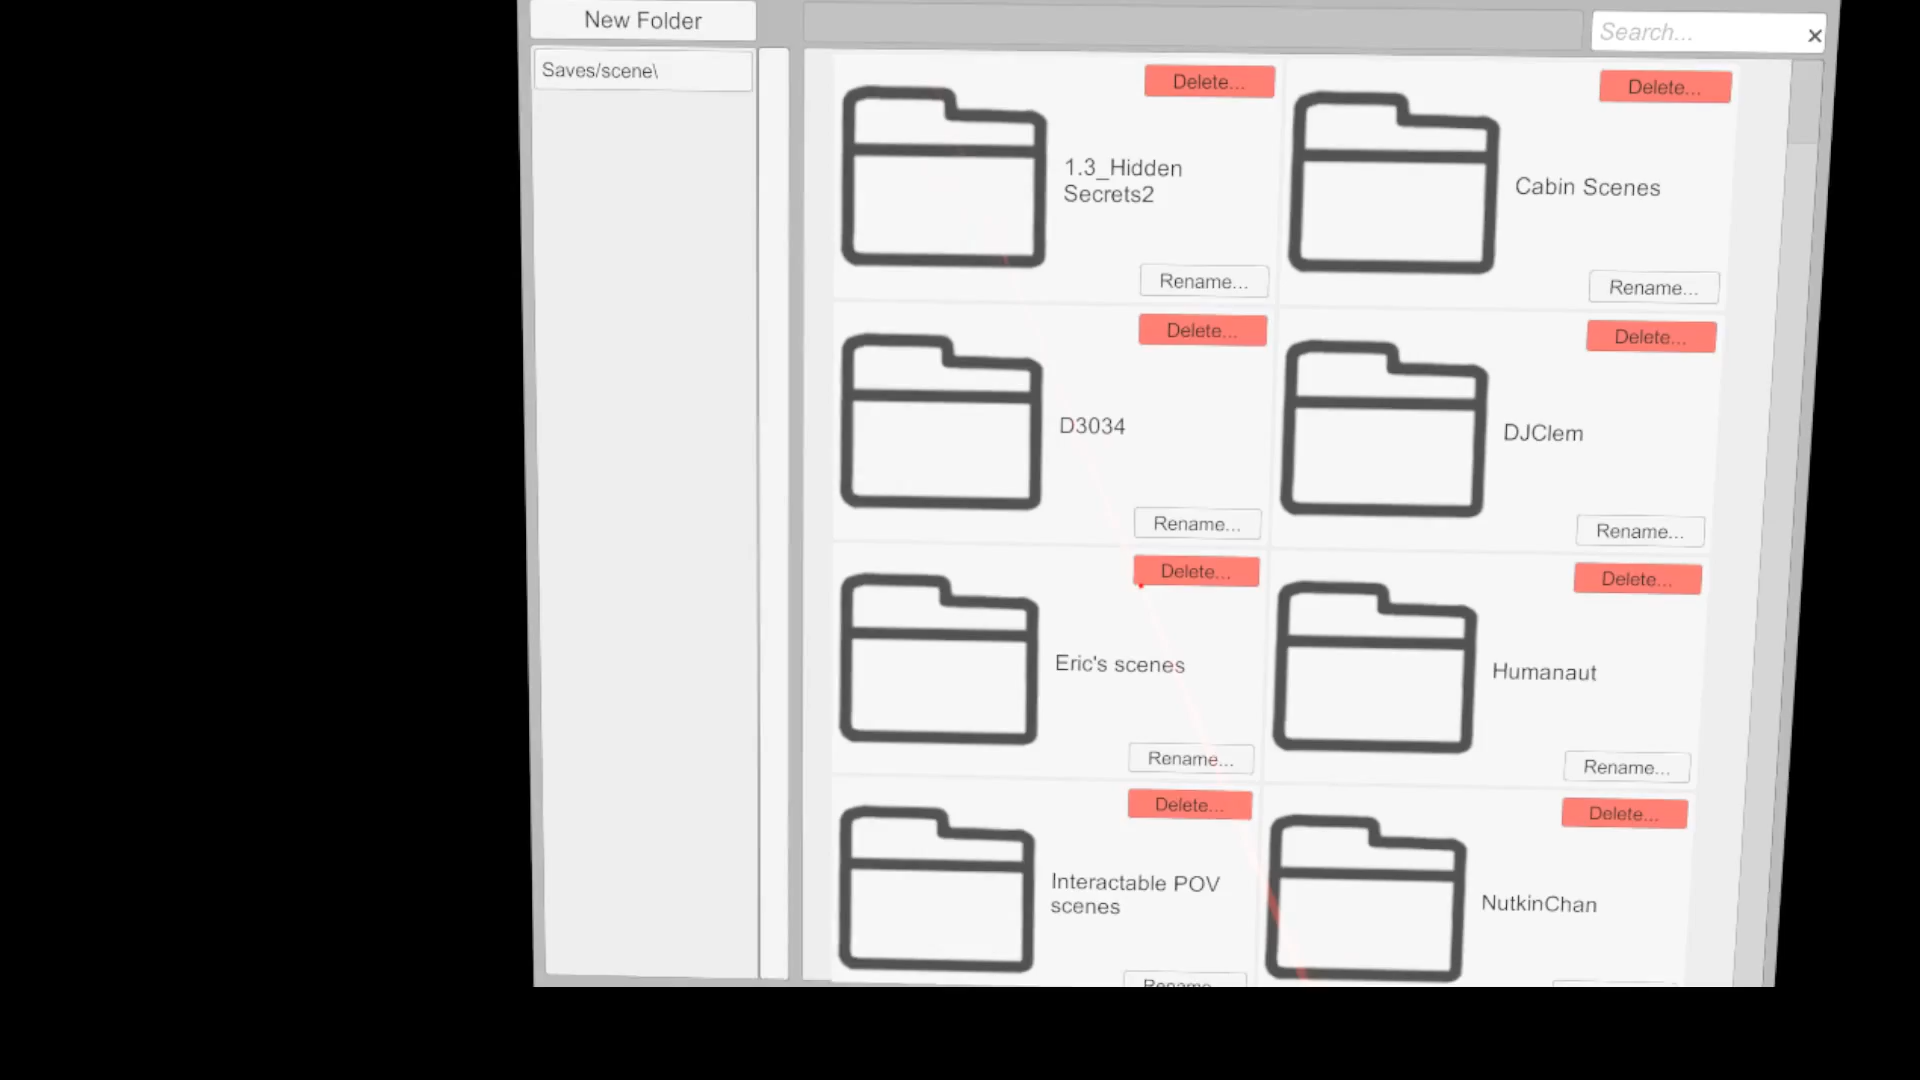 New Folder
Search...
×
Saves/scene\
Delete...
1.3_Hidden
Secrets2
Rename...
Delete...
Cabin Scenes
Rename...
Delete...
D3034
Rename...
Delete...
DJClem
Rename...
Delete...
Eric's scenes
Rename...
Delete...
Humanaut
Rename...
Delete...
Interactable POV
scenes
Rename...
Delete...
NutkinChan